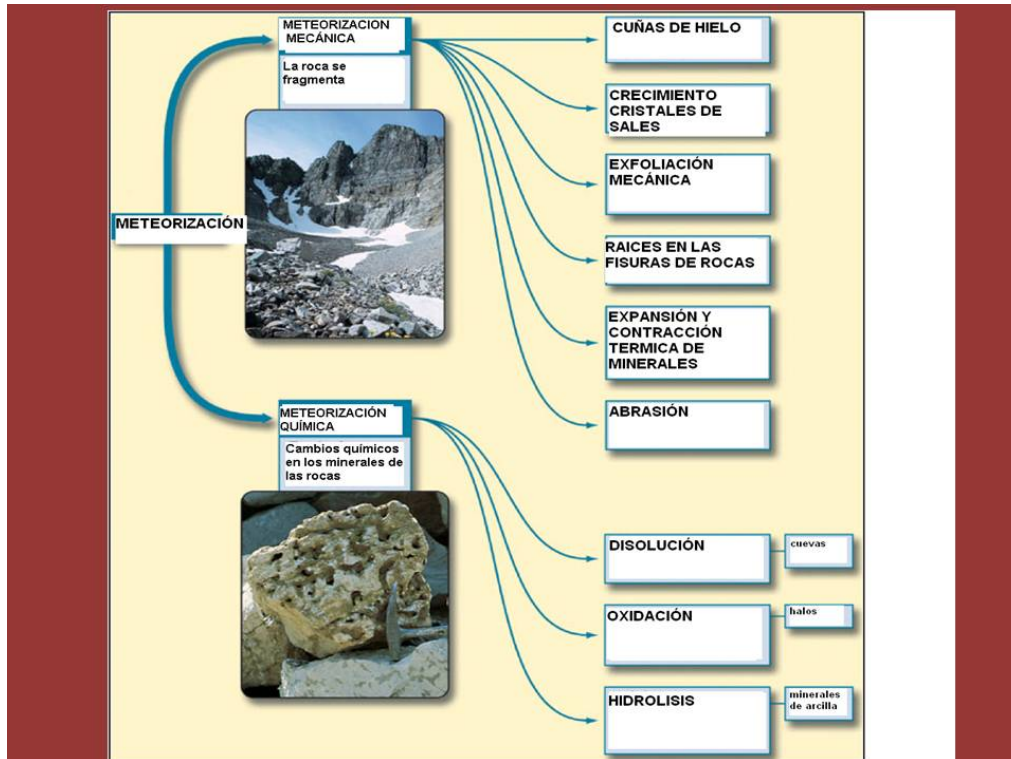 METEORIZACION
MECÁNICA
La roca se
fragmenta
CUÑAS DE HIELO
CRECIMIENTO
CRISTALES DE
SALES
EXFOLIACIÓN
MECÁNICA
RAICES EN LAS
FISURAS DE ROCAS
EXPANSIÓN Y
CONTRACCIÓN
TERMICA DE
MINERALES
ABRASIÓN
METEORIZACIÓN
METEORIZACIÓN
QUÍMICA
Cambios químicos
en los minerales de
las rocas
DISOLUCIÓN
cuevas
OXIDACIÓN
halos
HIDROLISIS
minerales
de arcilla